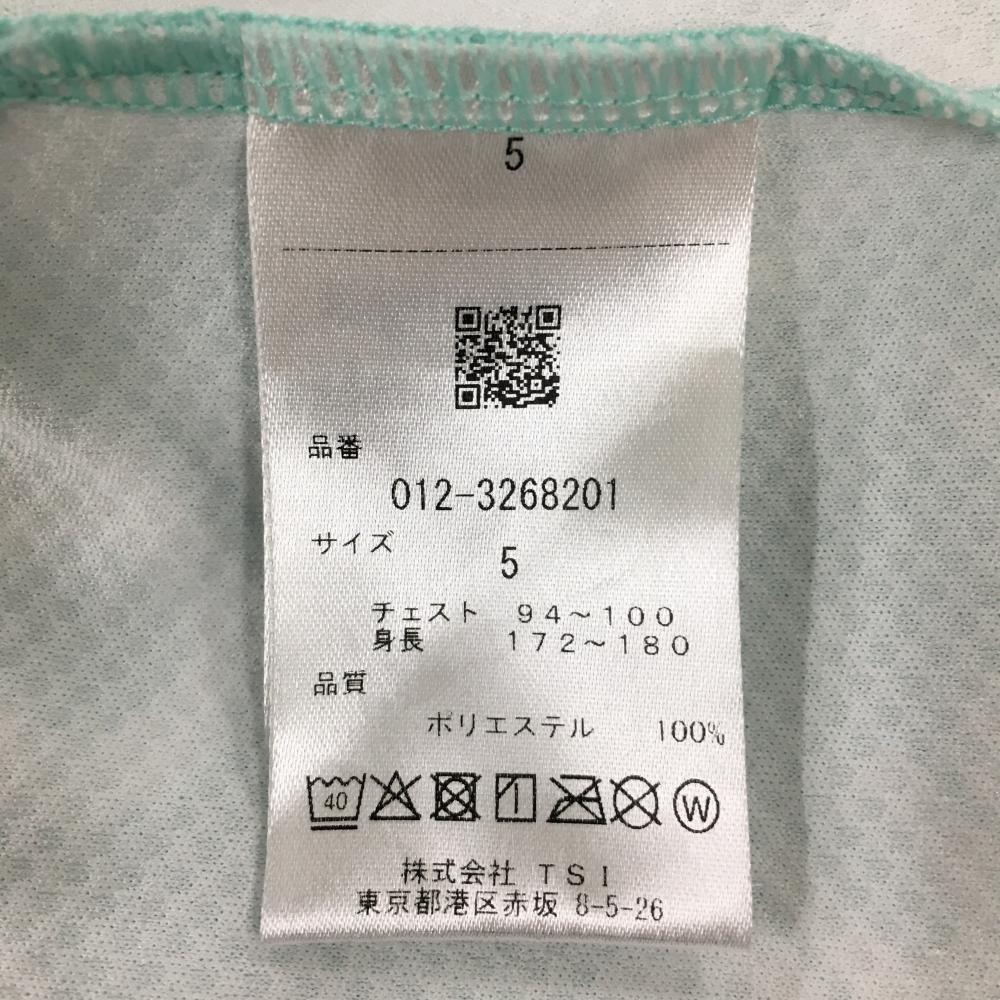 5
品番
012-3268201
サイズ
5
チェスト 94～100
身長 172～180
品質
ポリエステル 100%
40
W
株式会社 TSI
東京都港区赤坂 8-5-26